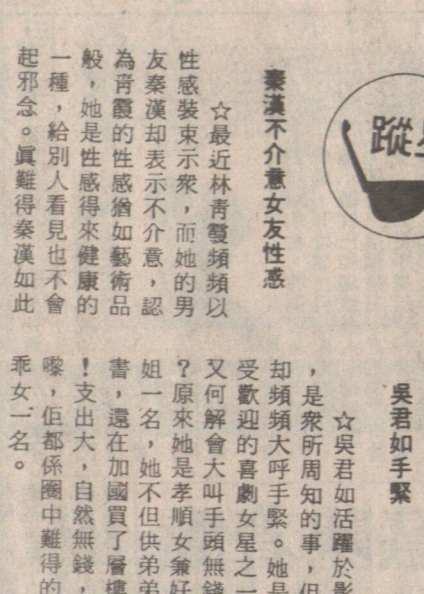 蹤
秦漢不介意女友性感
☆最近林青霞頻頻以
性感裝束示衆，而她的男
友秦漢却表示不介意，認
為青霞的性感猶如藝術品
般，她是性感得來健康的
一種，給別人看見也不會
起邪念。眞難得秦漢如此
吳君如手緊
☆吳君如活躍於影
，是衆所周知的事，但
却頻頻大呼手緊。她是
受歡迎的喜劇女星之一
又何解會大叫手頭無錢
？原來她是孝順女兼好
姐一名，她不但供弟弟
書，還在加國買了層樓
！支出大，自然無錢，
嚟，佢都係圈中難得的
乖女一名。